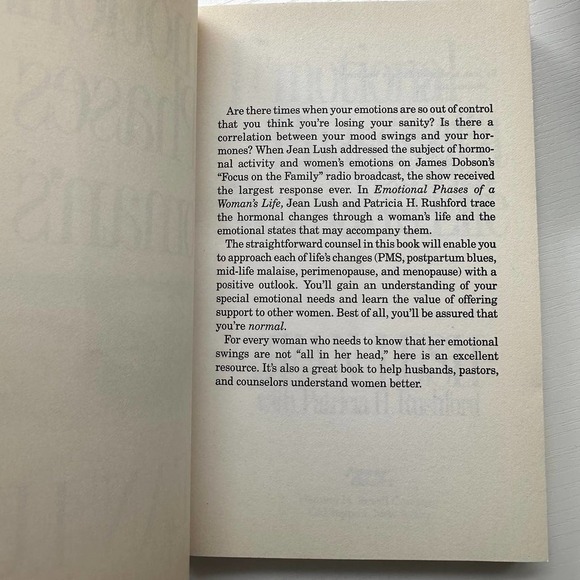 Are there times when your emotions are so out of control
that you think you're losing your sanity? Is there a
correlation between your mood swings and your hor-
mones? When Jean Lush addressed the subject of hormo-
nal activity and women's emotions on James Dobson's
"Focus on the Family" radio broadcast, the show received
the largest response ever. In Emotional Phases of a
Woman's Life, Jean Lush and Patricia H. Rushford trace
the hormonal changes through a woman's life and the
emotional states that may accompany them.
The straightforward counsel in this book will enable you
to approach each of life's changes (PMS, postpartum blues,
mid-life malaise, perimenopause, and menopause) with a
positive outlook. You'll gain an understanding of your
special emotional needs and learn the value of offering
support to other women. Best of all, you'll be assured that
you're normal.
For every woman who needs to know that her emotional
swings are not "all in her head," here is an excellent
resource. It's also a great book to help husbands, pastors,
and counselors understand women better.